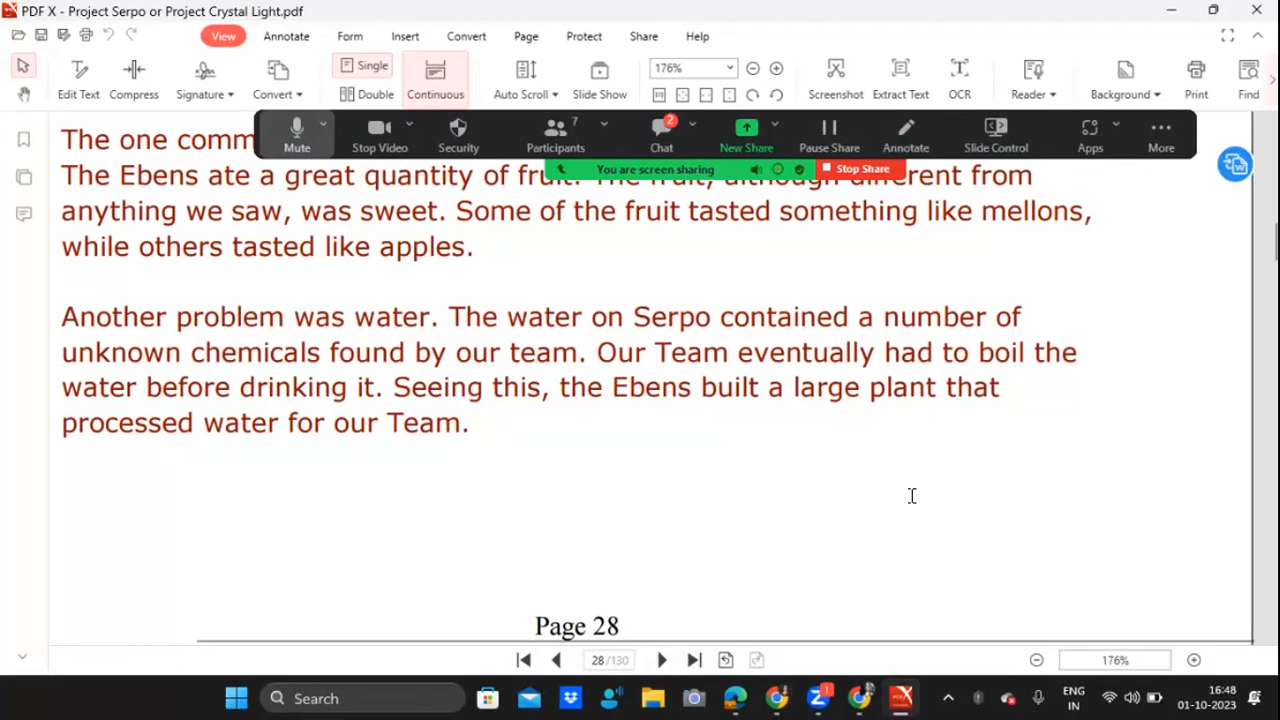 PDF X - Project Serpo or Project Crystal Light.pdf
View Annotate Form Insert Convert Page Protect Share Help
Edit Text Compress Signature Convert Single Double Continuous Auto Scroll Slide Show 176% Screenshot Extract Text OCR Reader Background Print Find
Mute Stop Video Security Participants 7 Chat 2 New Share Pause Share Annotate Slide Control Apps More
You are screen sharing Stop Share
The one comm
The Ebens ate a great quantity of fruit. The fruit, although different from
anything we saw, was sweet. Some of the fruit tasted something like mellons,
while others tasted like apples.
Another problem was water. The water on Serpo contained a number of
unknown chemicals found by our team. Our Team eventually had to boil the
water before drinking it. Seeing this, the Ebens built a large plant that
processed water for our Team.
Page 28
28 /130
176%
Search
ENG
IN
16:48
01-10-2023